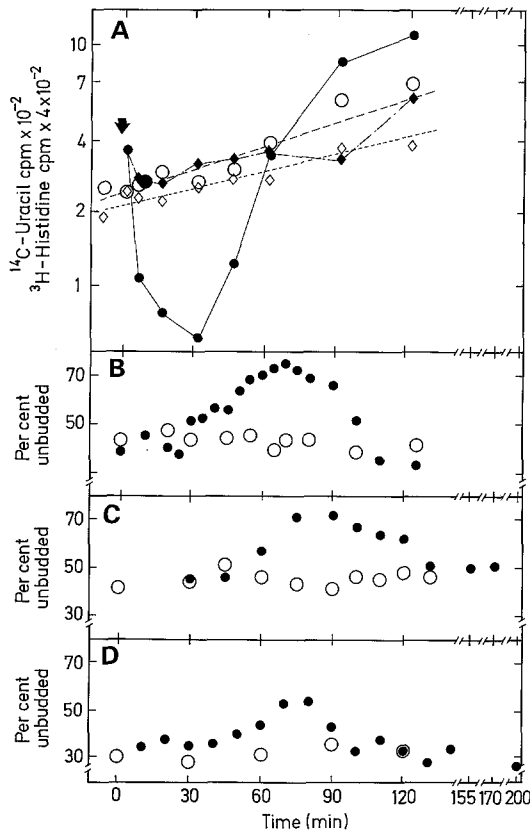 A
10
7
4
2
1
¹⁴C-Uracil cpm x 10⁻²
³H-Histidine cpm x 4x10⁻²
B
70
50
Per cent
unbudded
C
70
50
30
Per cent
unbudded
D
70
50
30
Per cent
unbudded
0 30 60 90 120 155 170 200
Time (min)